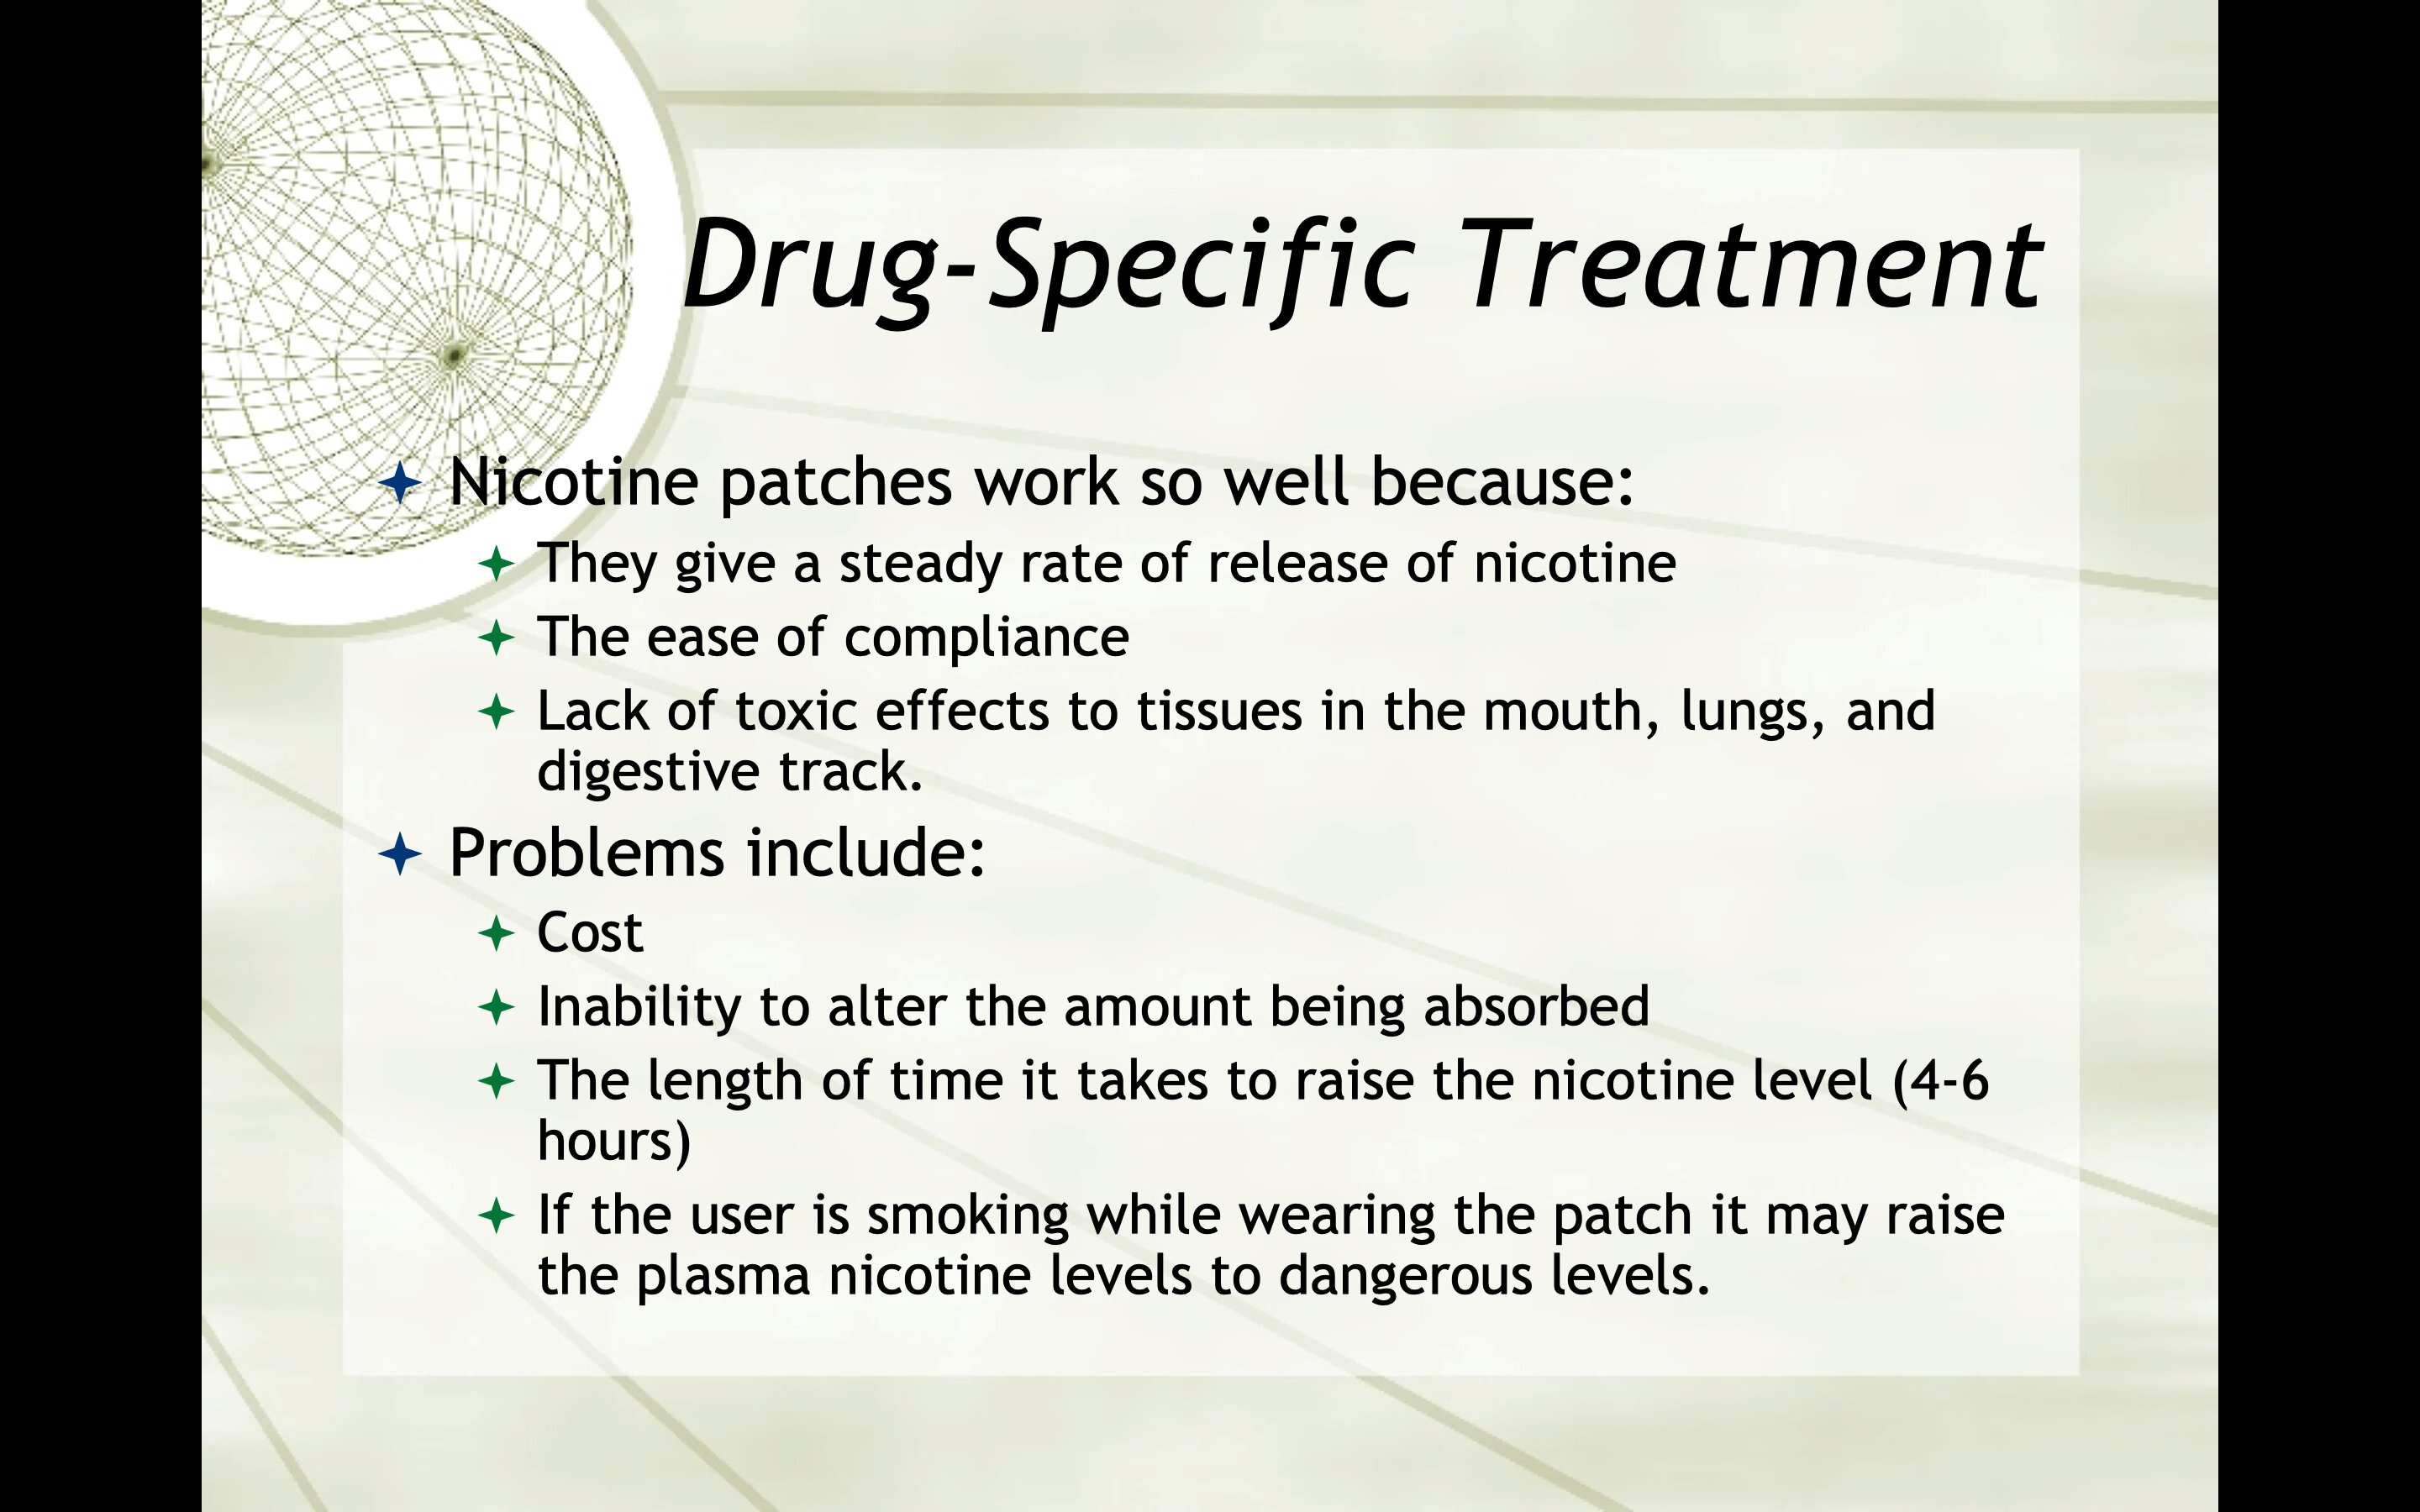 Drug-Specific Treatment
Nicotine patches work so well because:
They give a steady rate of release of nicotine
The ease of compliance
Lack of toxic effects to tissues in the mouth, lungs, and
digestive track.
Problems include:
Cost
Inability to alter the amount being absorbed
The length of time it takes to raise the nicotine level (4-6
hours)
If the user is smoking while wearing the patch it may raise
the plasma nicotine levels to dangerous levels.